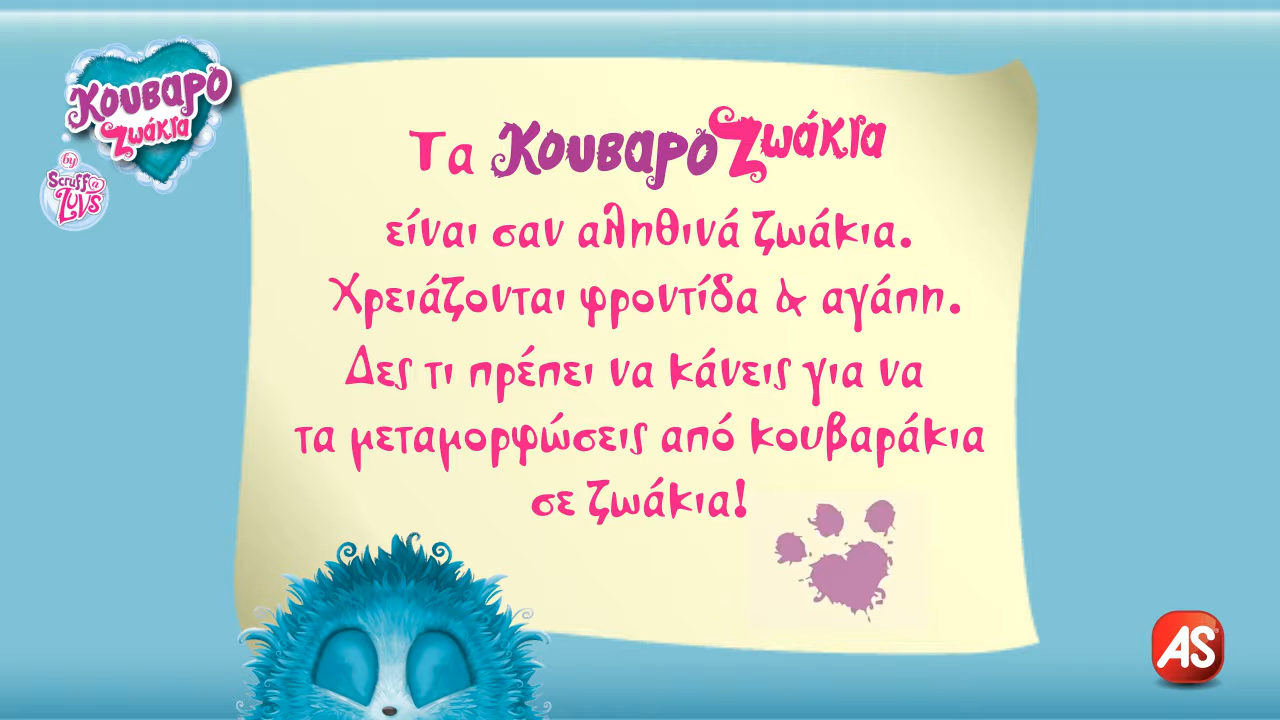 Κουβαρο
Ζωάκια
by
Scruff a
Luvs
Τα ΚουβαροΖωάκια
είναι σαν αληθινά ζωάκια.
Χρειάζονται φροντίδα & αγάπη.
Δες τι πρέπει να κάνεις για να
τα μεταμορφώσεις από κουβαράκια
σε ζωάκια!
AS